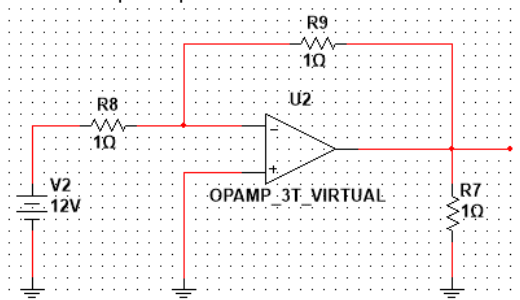 R9
1Ω
U2
R8
1Ω
−
+
V2
12V
OPAMP_3T_VIRTUAL
R7
1Ω